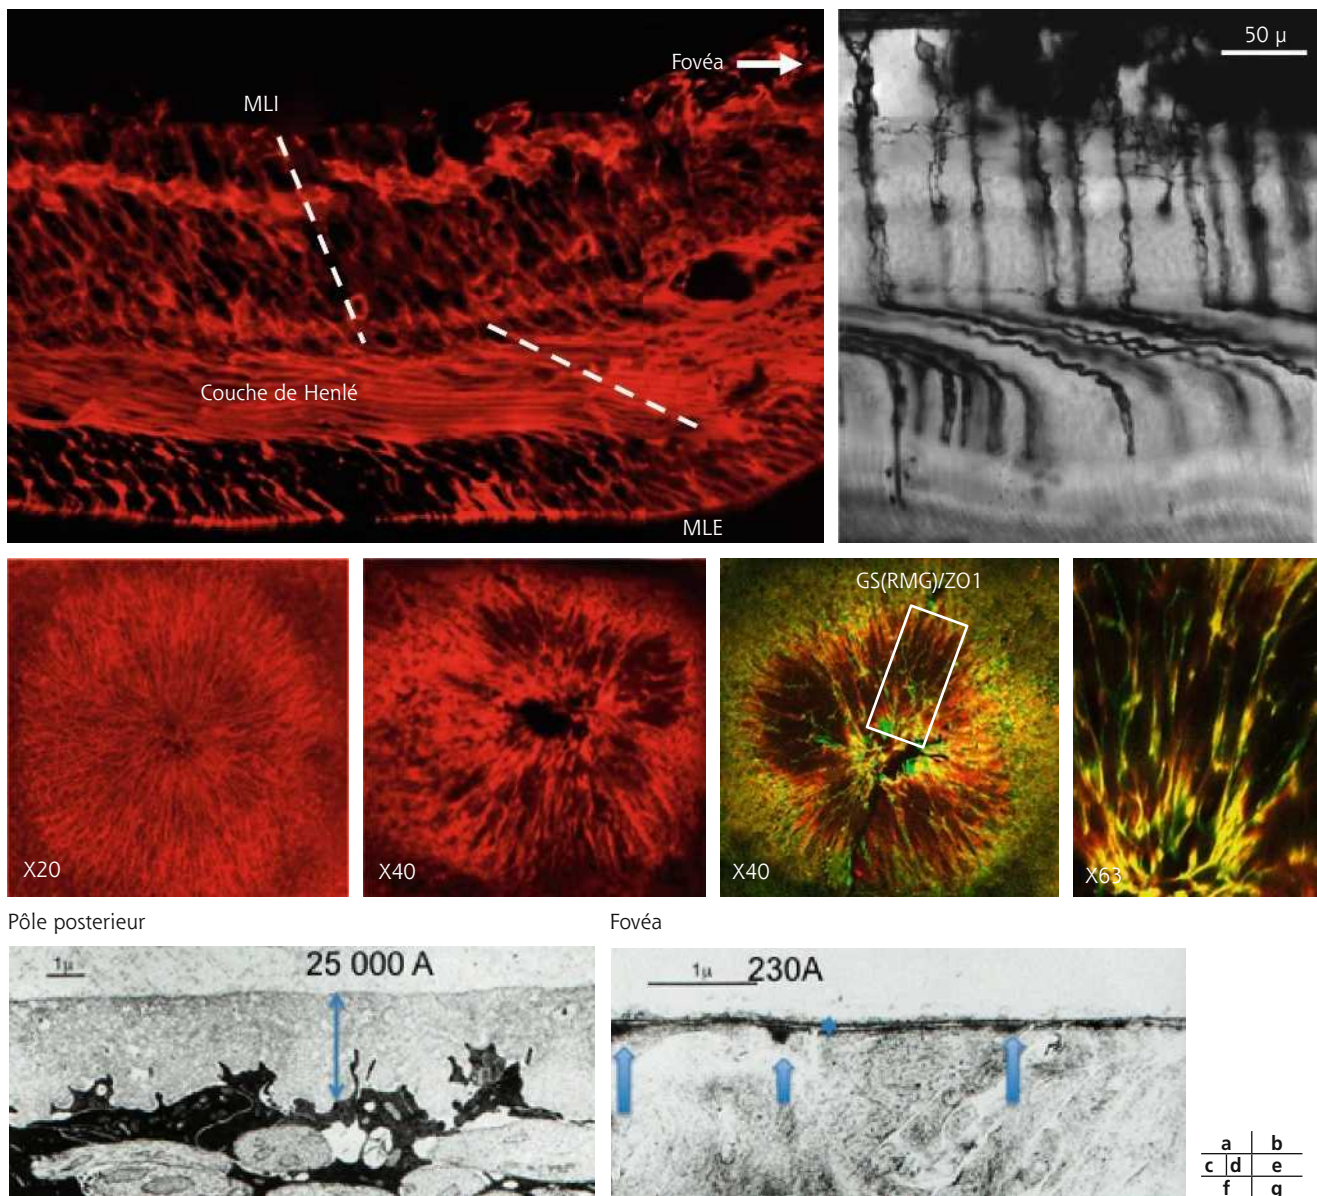 Fovéa
MLI
Couche de Henlé
MLE
50 µ
X20
X40
GS(RMG)/ZO1
X40
X63
Pôle posterieur
Fovéa
1µ
25 000 A
1µ
230A
a b
c d e
f g